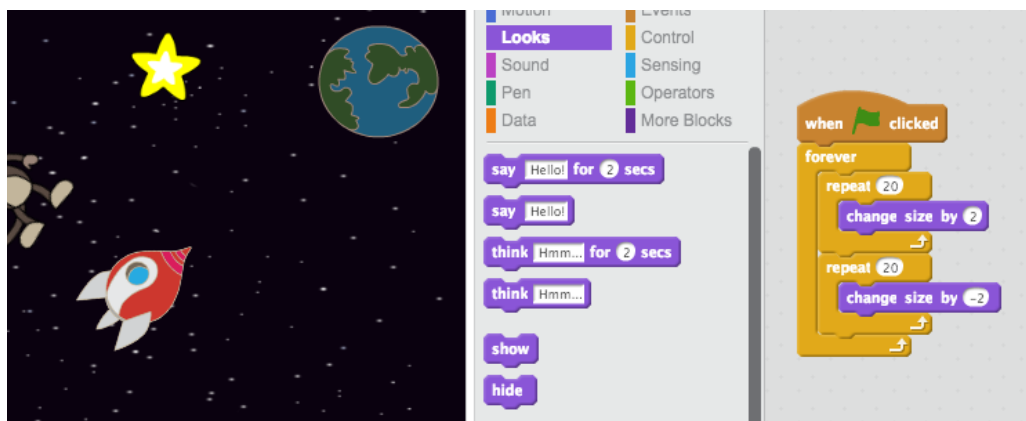 Motion Events
Looks Control
Sound Sensing
Pen Operators
Data More Blocks
say Hello! for 2 secs
say Hello!
think Hmm... for 2 secs
think Hmm...
show
hide
when clicked
forever
repeat 20
change size by 2
repeat 20
change size by -2